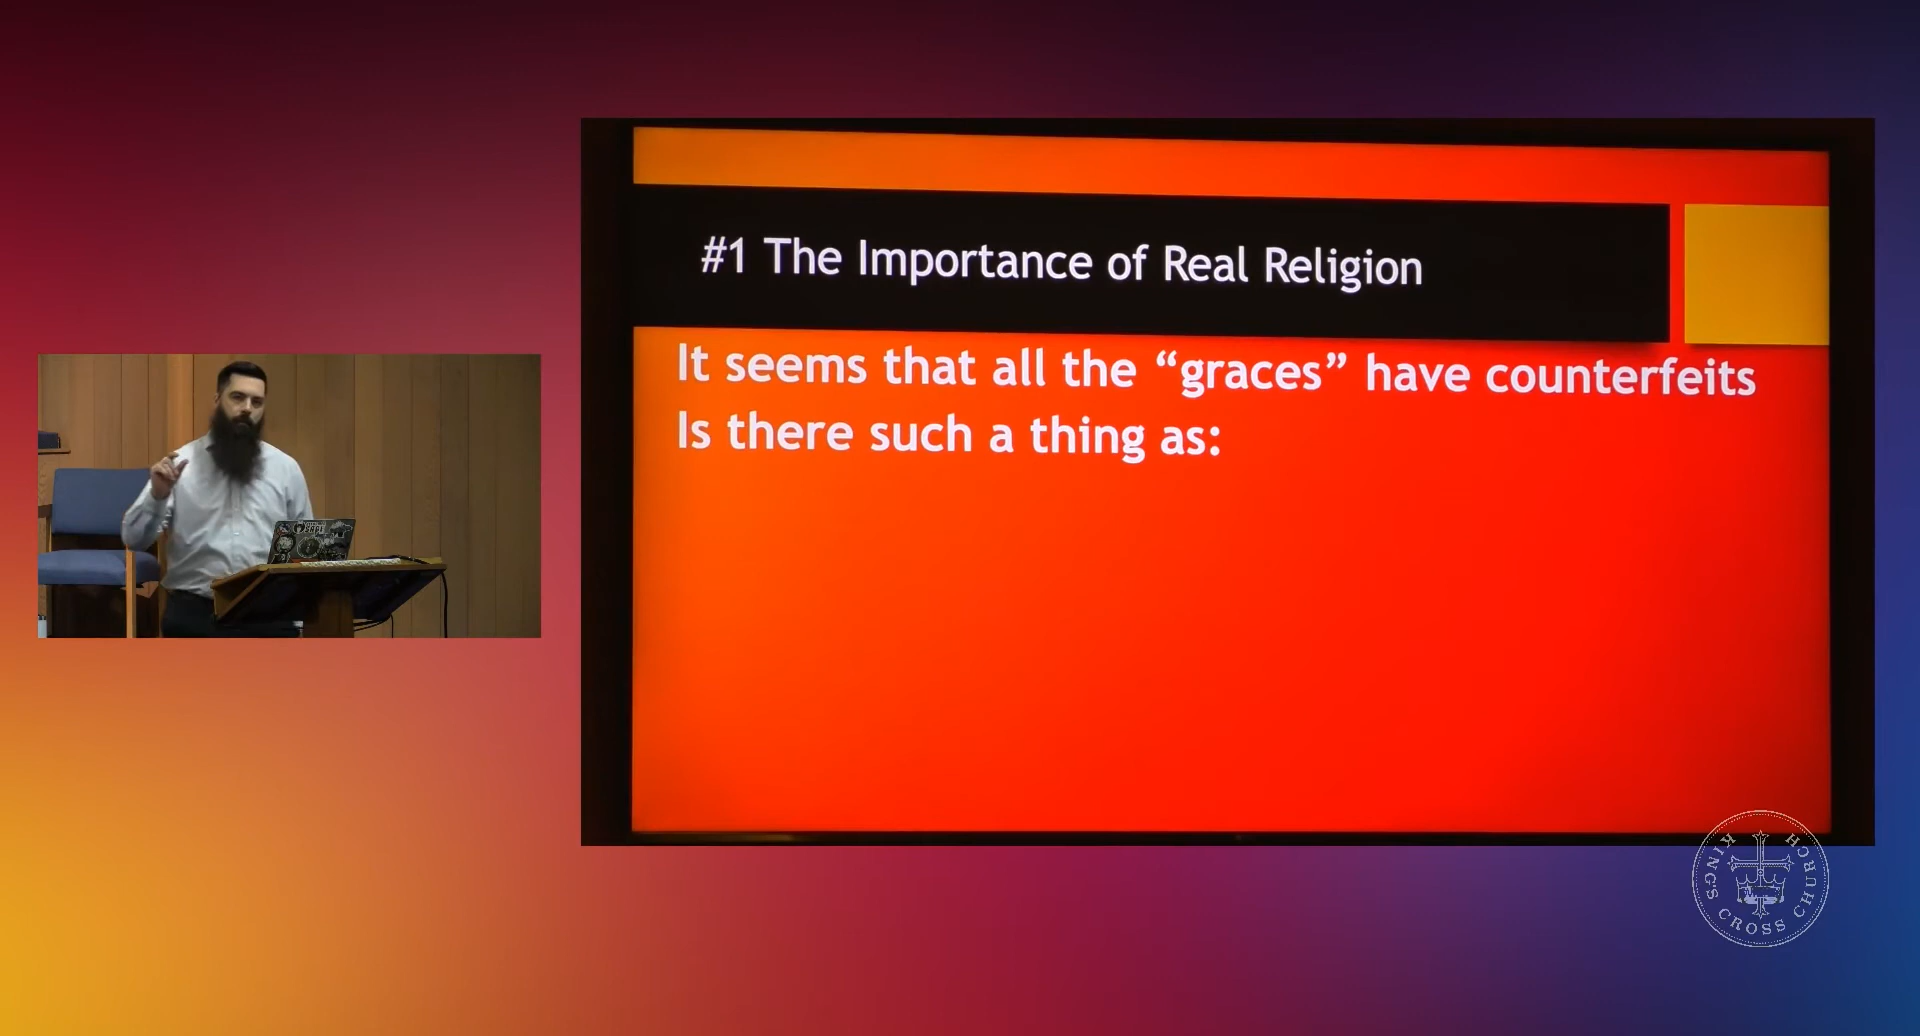 #1 The Importance of Real Religion
It seems that all the “graces” have counterfeits
Is there such a thing as:
KING'S CROSS CHURCH